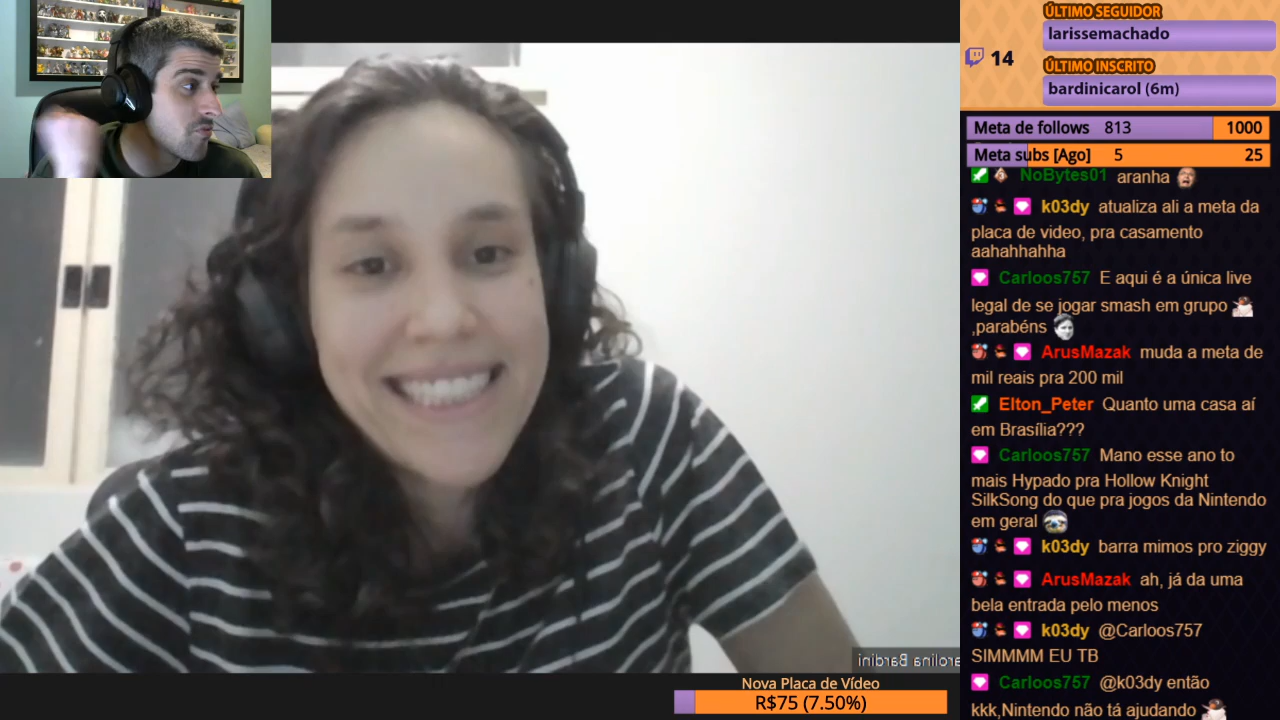 ÚLTIMO SEGUIDOR
larissemachado
14
ÚLTIMO INSCRITO
bardinicarol (6m)
Meta de follows 813 1000
Meta subs [Ago] 5 25
NoBytes01 aranha
k03dy atualiza ali a meta da
placa de video, pra casamento
aahahhahha
Carloos757 E aqui é a única live
legal de se jogar smash em grupo
,parabéns
ArusMazak muda a meta de
mil reais pra 200 mil
Elton_Peter Quanto uma casa aí
em Brasília???
Carloos757 Mano esse ano to
mais Hypado pra Hollow Knight
SilkSong do que pra jogos da Nintendo
em geral
k03dy barra mimos pro ziggy
ArusMazak ah, já da uma
bela entrada pelo menos
k03dy @Carloos757
SIMMMM EU TB
Carloos757 @k03dy então
kkk,Nintendo não tá ajudando
arolina Bardini
Nova Placa de Vídeo
R$75 (7.50%)